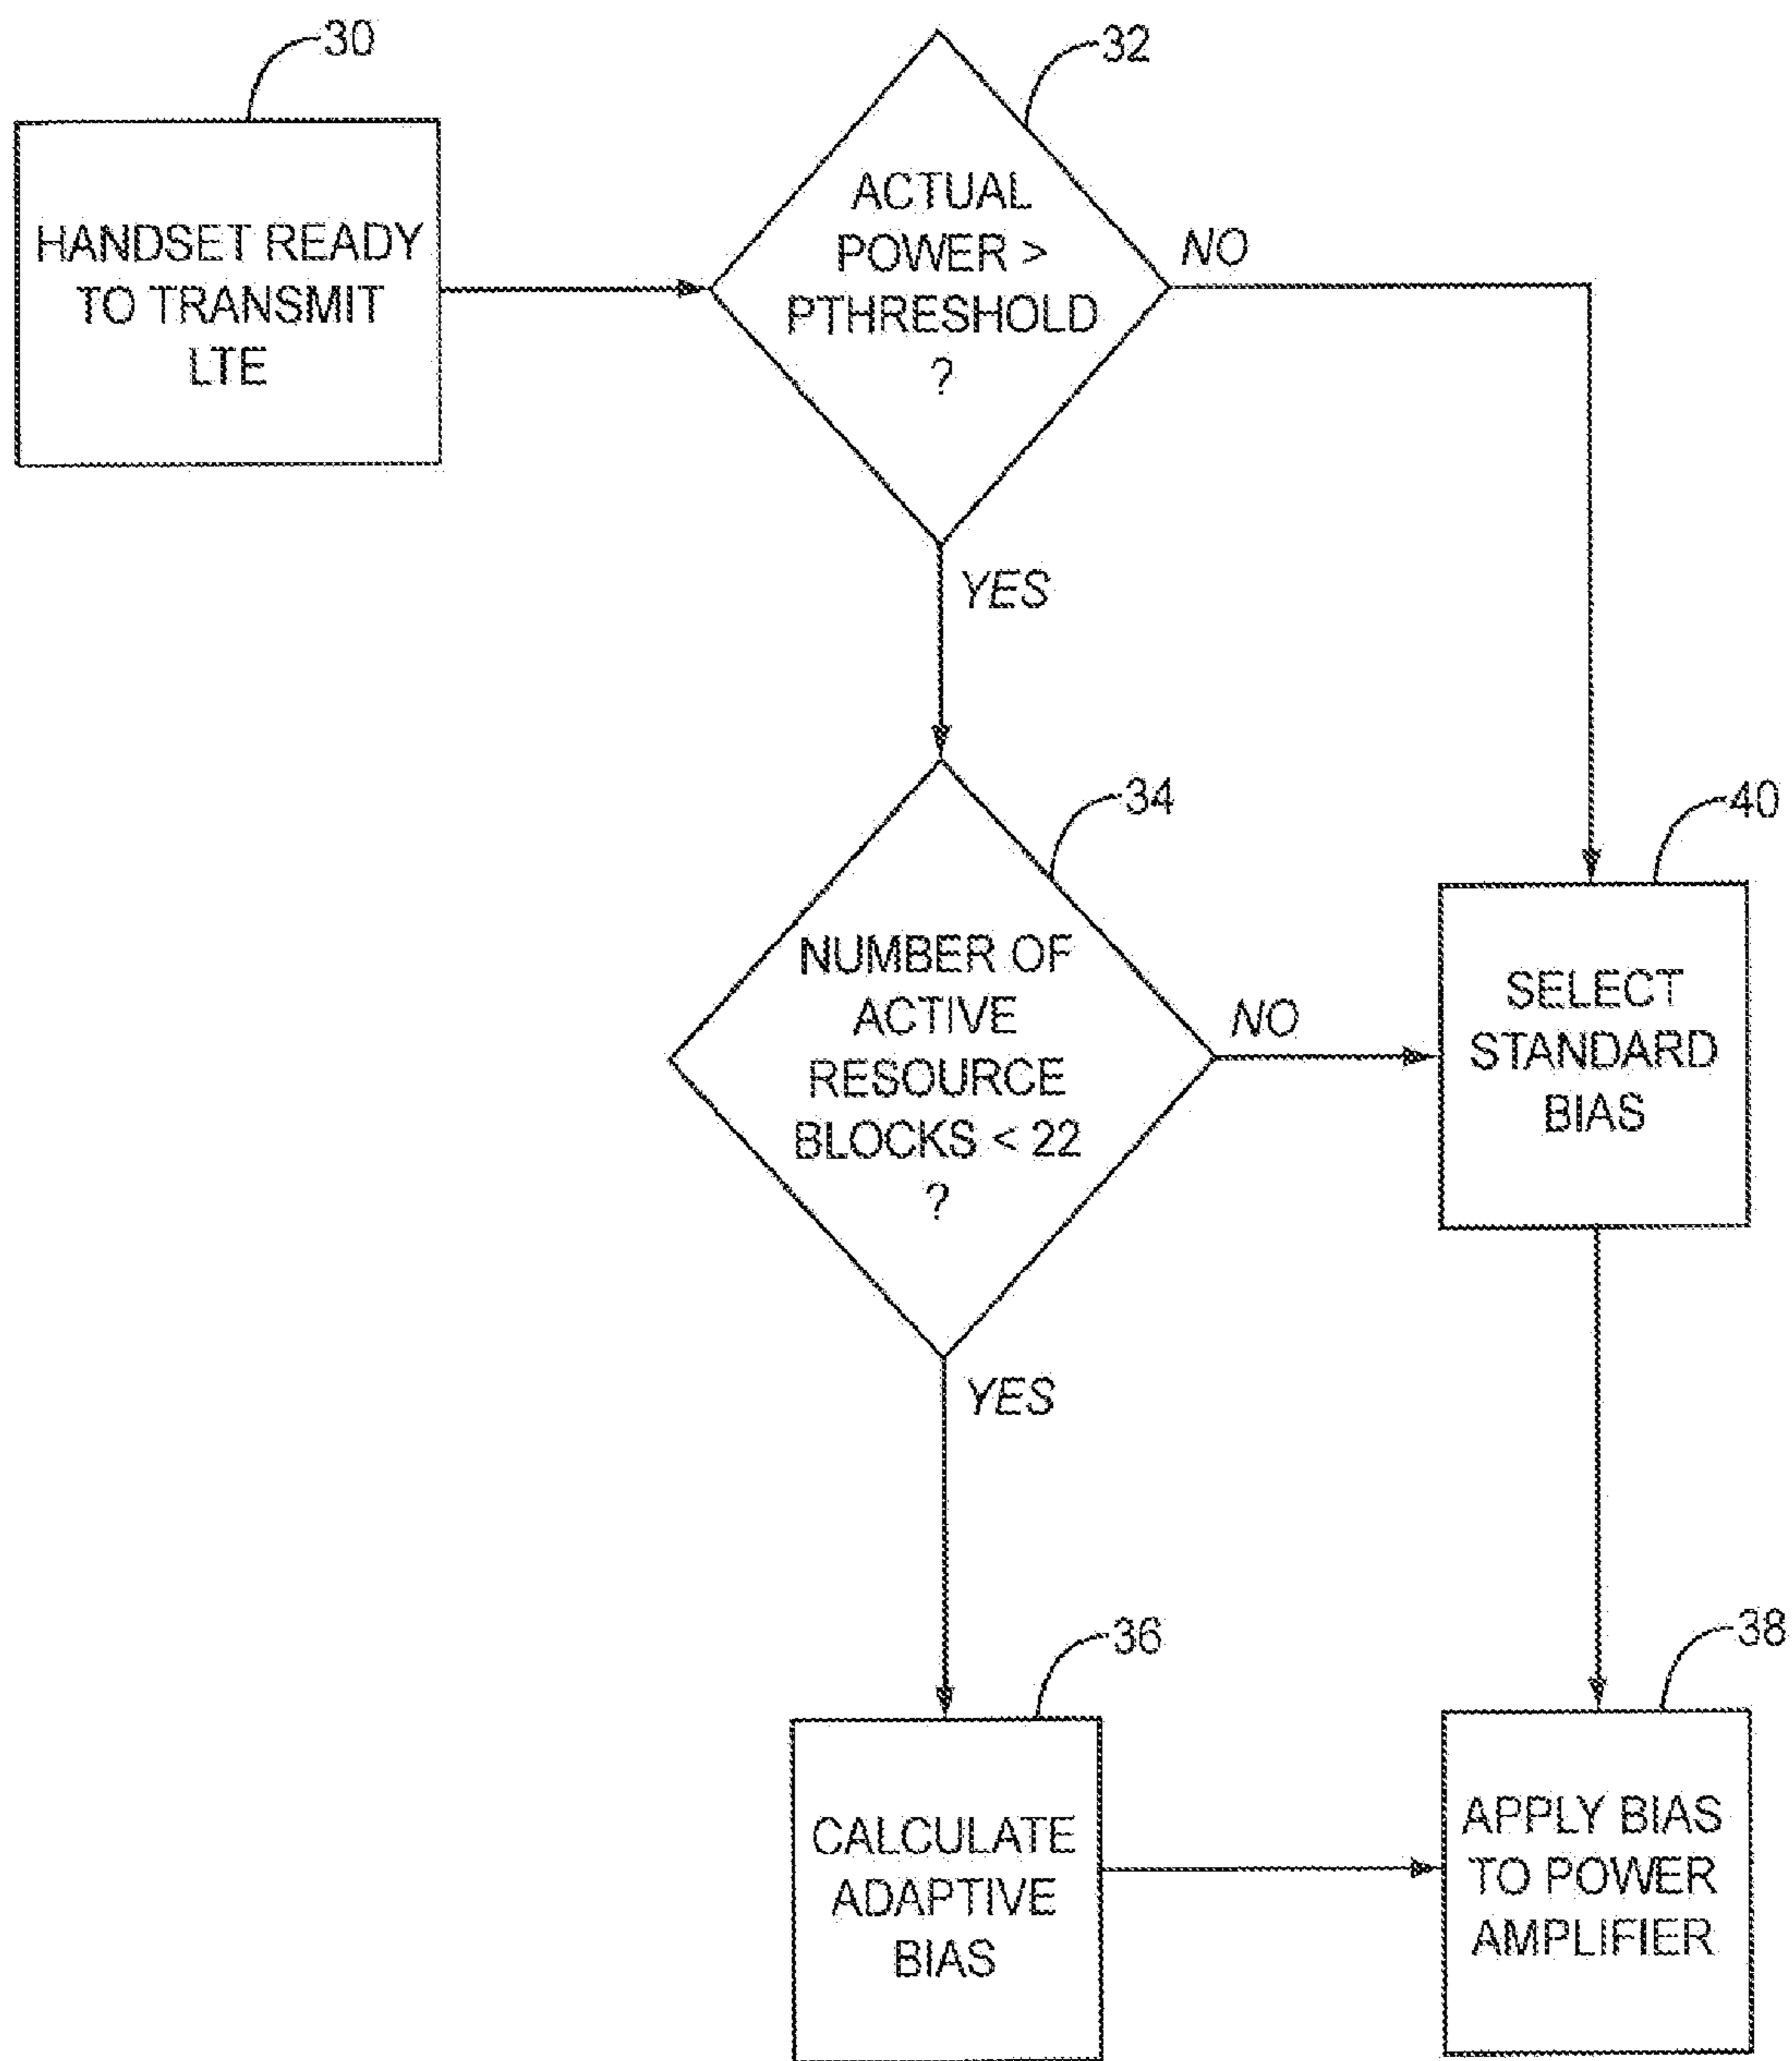 30
HANDSET READY
TO TRANSMIT
LTE
32
ACTUAL
POWER >
PTHRESHOLD
?
NO
YES
34
NUMBER OF
ACTIVE
RESOURCE
BLOCKS < 22
?
NO
YES
40
SELECT
STANDARD
BIAS
36
CALCULATE
ADAPTIVE
BIAS
38
APPLY BIAS
TO POWER
AMPLIFIER